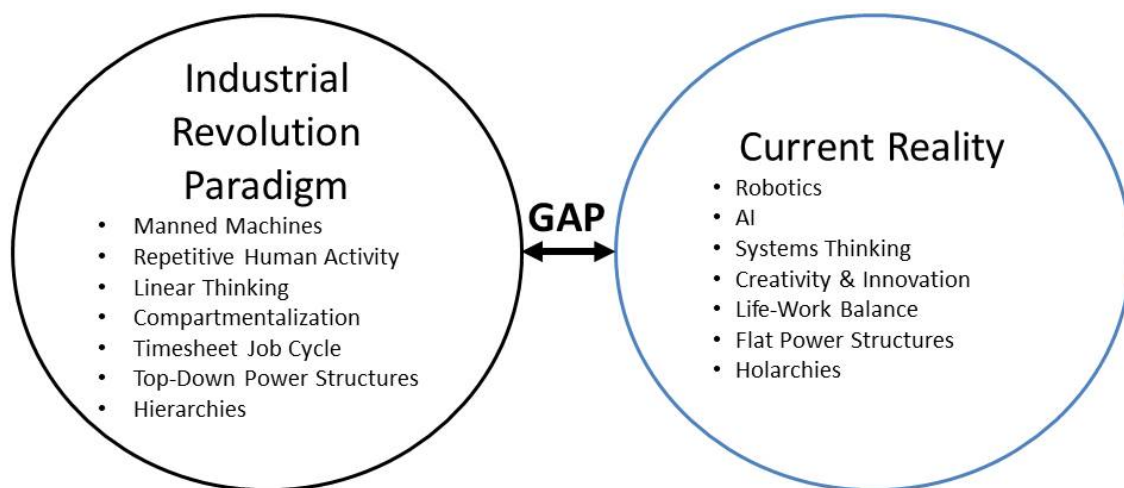 Industrial
Revolution
Paradigm
• Manned Machines
• Repetitive Human Activity
• Linear Thinking
• Compartmentalization
• Timesheet Job Cycle
• Top-Down Power Structures
• Hierarchies
GAP
Current Reality
• Robotics
• AI
• Systems Thinking
• Creativity & Innovation
• Life-Work Balance
• Flat Power Structures
• Holarchies